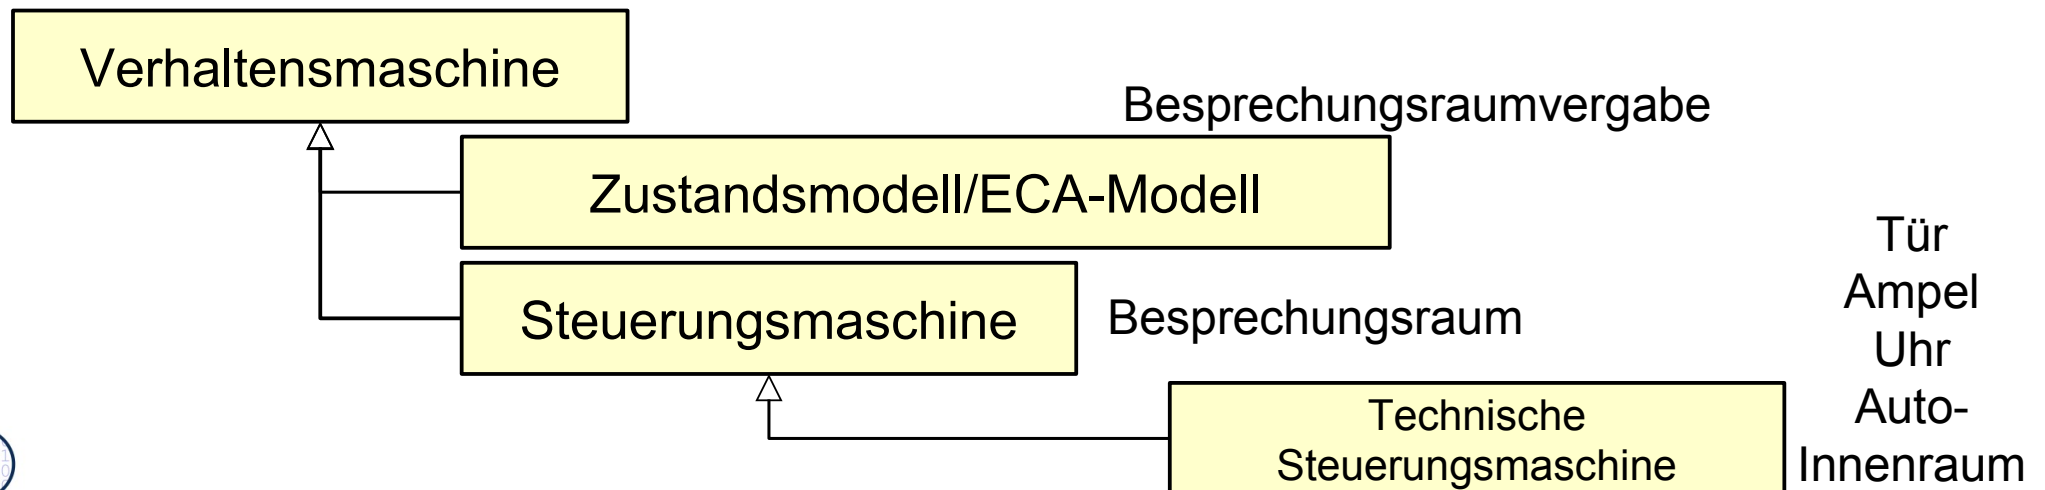 Verhaltensmaschine
Besprechungsraumvergabe
Zustandsmodell/ECA-Modell
Steuerungsmaschine
Besprechungsraum
Technische
Steuerungsmaschine
Tür
Ampel
Uhr
Auto-
Innenraum